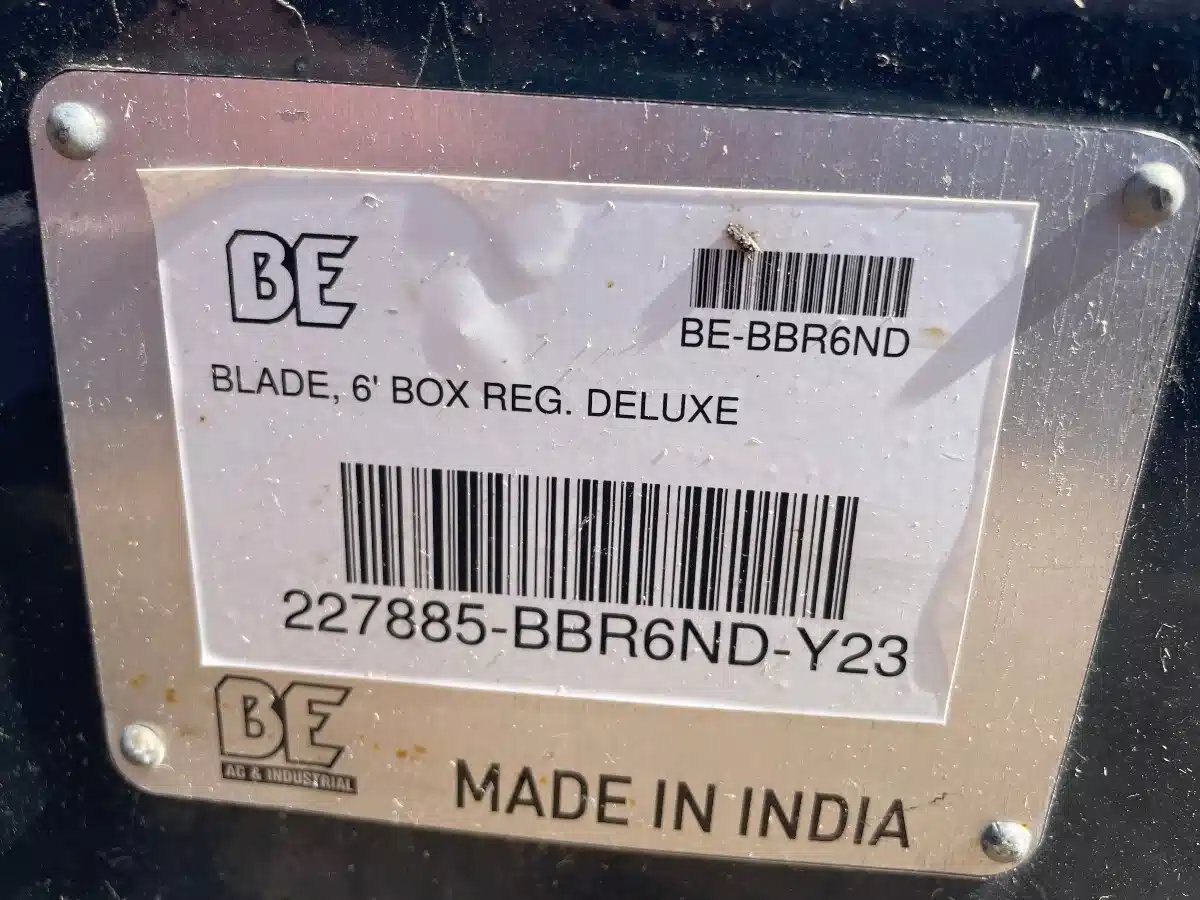 BE
BE-BBR6ND
BLADE, 6' BOX REG. DELUXE
227885-BBR6ND-Y23
BE
AG & INDUSTRIAL
MADE IN INDIA